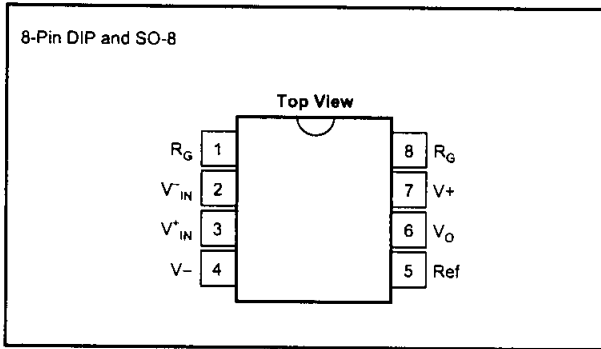 8-Pin DIP and SO-8
Top View
R_G 1 8 R_G
V⁻_IN 2 7 V+
V⁺_IN 3 6 V_O
V– 4 5 Ref